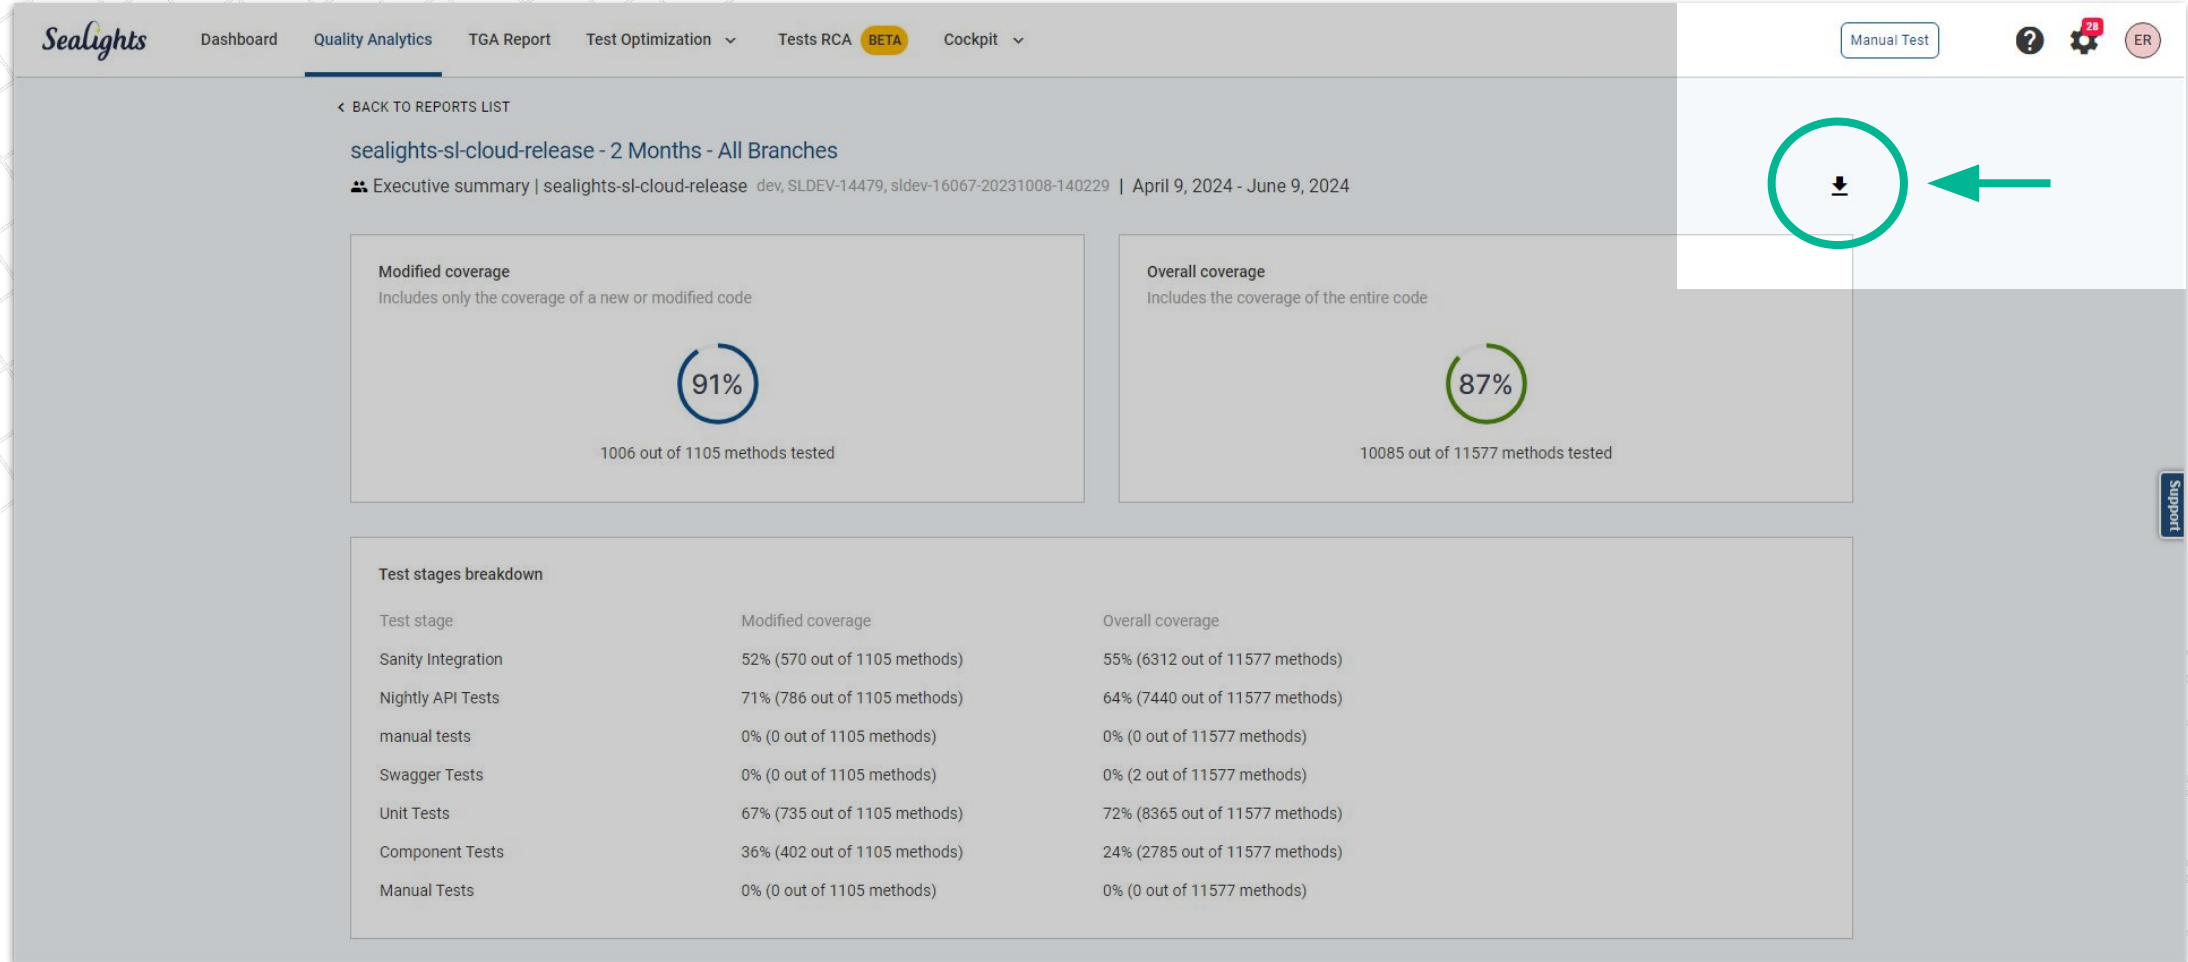 Sealights Dashboard Quality Analytics TGA Report Test Optimization Tests RCA BETA Cockpit Manual Test ? 28 ER
< BACK TO REPORTS LIST
sealights-sl-cloud-release - 2 Months - All Branches
Executive summary | sealights-sl-cloud-release dev, SLDEV-14479, sldev-16067-20231008-140229 | April 9, 2024 - June 9, 2024
Modified coverage
Includes only the coverage of a new or modified code
91%
1006 out of 1105 methods tested
Overall coverage
Includes the coverage of the entire code
87%
10085 out of 11577 methods tested
Support
Test stages breakdown
Test stage Modified coverage Overall coverage
Sanity Integration 52% (570 out of 1105 methods) 55% (6312 out of 11577 methods)
Nightly API Tests 71% (786 out of 1105 methods) 64% (7440 out of 11577 methods)
manual tests 0% (0 out of 1105 methods) 0% (0 out of 11577 methods)
Swagger Tests 0% (0 out of 1105 methods) 0% (2 out of 11577 methods)
Unit Tests 67% (735 out of 1105 methods) 72% (8365 out of 11577 methods)
Component Tests 36% (402 out of 1105 methods) 24% (2785 out of 11577 methods)
Manual Tests 0% (0 out of 1105 methods) 0% (0 out of 11577 methods)